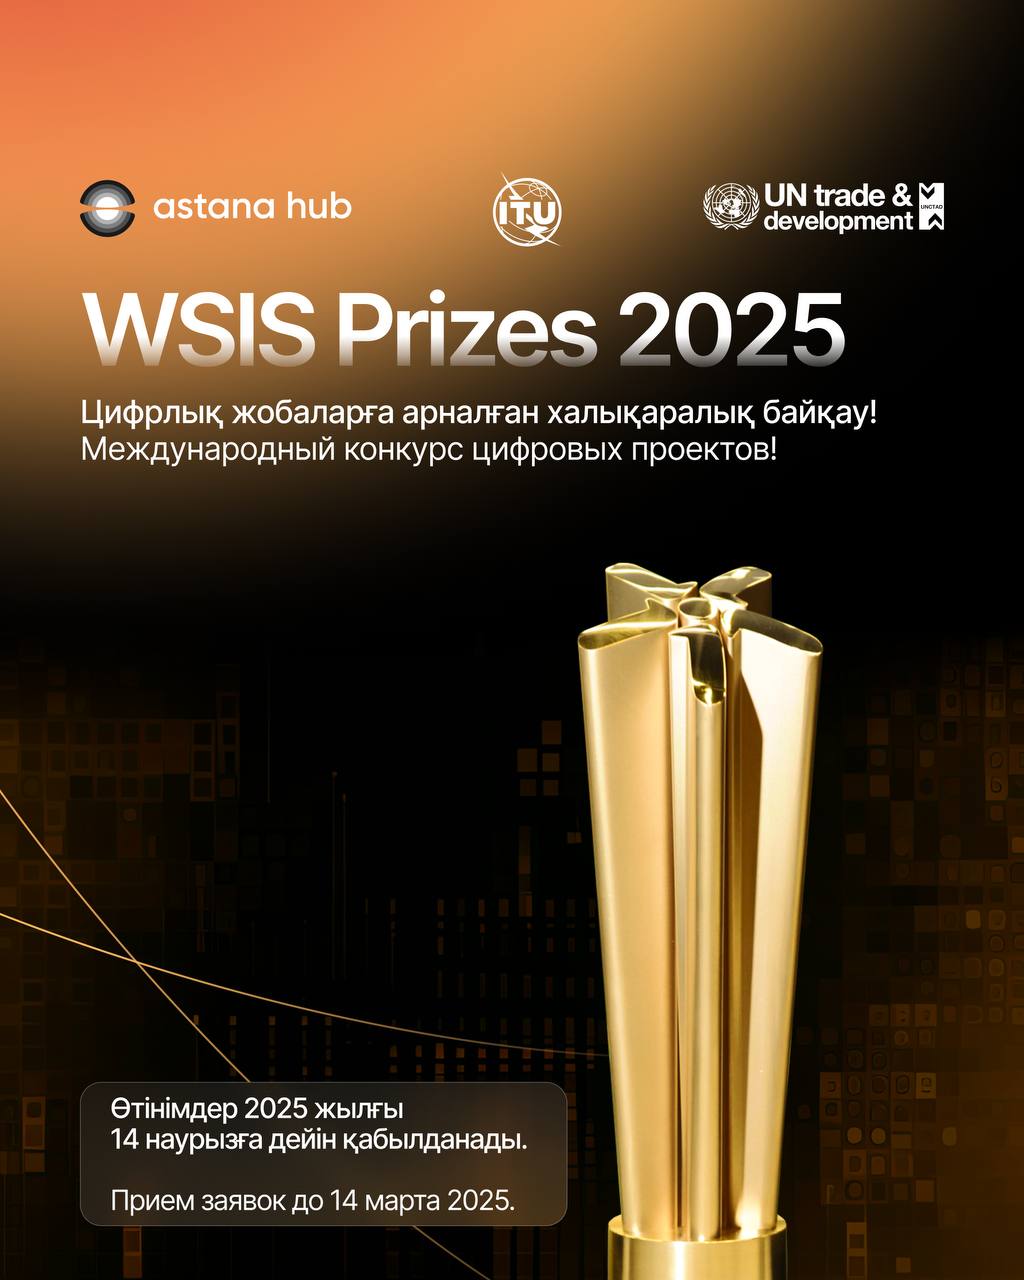 astana hub
ITU
UN trade &
development
UNCTAD
WSIS Prizes 2025
Цифрлық жобаларға арналған халықаралық байқау!
Международный конкурс цифровых проектов!
Өтінімдер 2025 жылғы
14 наурызға дейін қабылданады.
Прием заявок до 14 марта 2025.